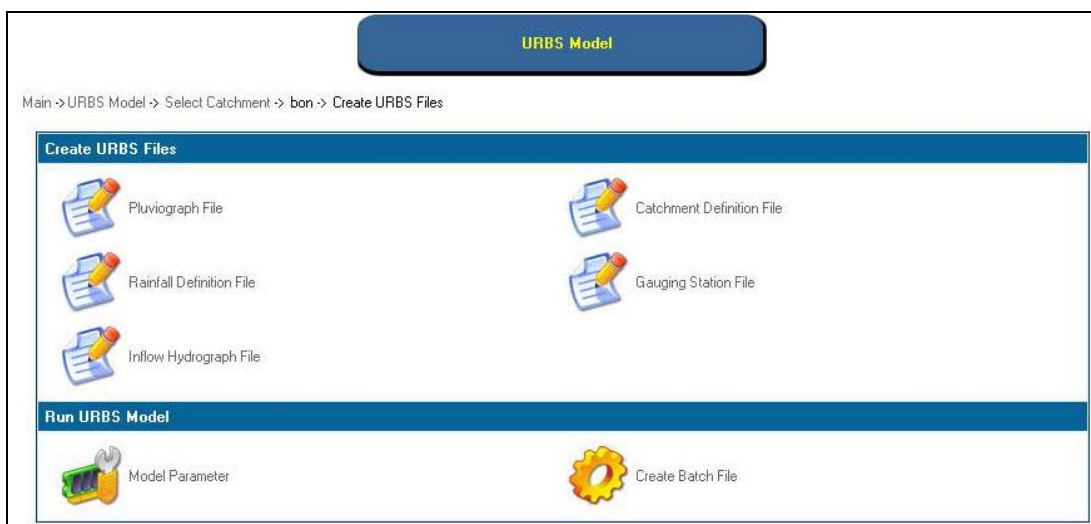 URBS Model
Main -> URBS Model -> Select Catchment -> bon -> Create URBS Files
Create URBS Files
Pluviograph File
Catchment Definition File
Rainfall Definition File
Gauging Station File
Inflow Hydrograph File
Run URBS Model
Model Parameter
Create Batch File